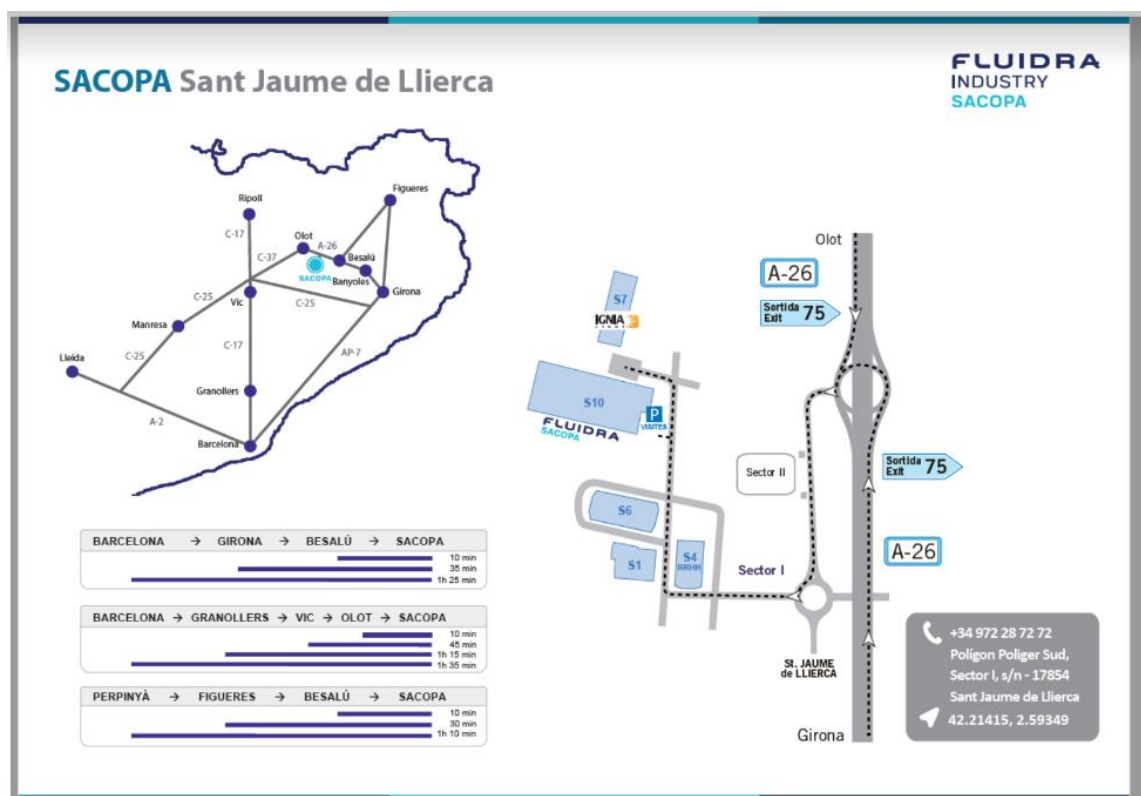 SACOPA Sant Jaume de Llierca
FLUIDRA
INDUSTRY
SACOPA
Figueres
Ripoll
C-17
Olot
A-26
C-37
Besalú
SACOPA
Banyoles
Girona
C-25
Vic
C-25
Manresa
C-17
AP-7
Lleida
C-25
Granollers
A-2
Barcelona
BARCELONA → GIRONA → BESALÚ → SACOPA
10 min
35 min
1h 25 min
BARCELONA → GRANOLLERS → VIC → OLOT → SACOPA
10 min
45 min
1h 15 min
1h 35 min
PERPINYÀ → FIGUERES → BESALÚ → SACOPA
10 min
30 min
1h 10 min
Olot
A-26
Sortida
Exit 75
S7
IGNIA
S10
FLUIDRA
SACOPA
P
VISITES
Sector II
Sortida
Exit 75
S6
A-26
S1
S4
RRHH
Sector I
St. JAUME
de LLIERCA
Girona
+34 972 28 72 72
Polígon Poliger Sud,
Sector I, s/n - 17854
Sant Jaume de Llierca
42.21415, 2.59349